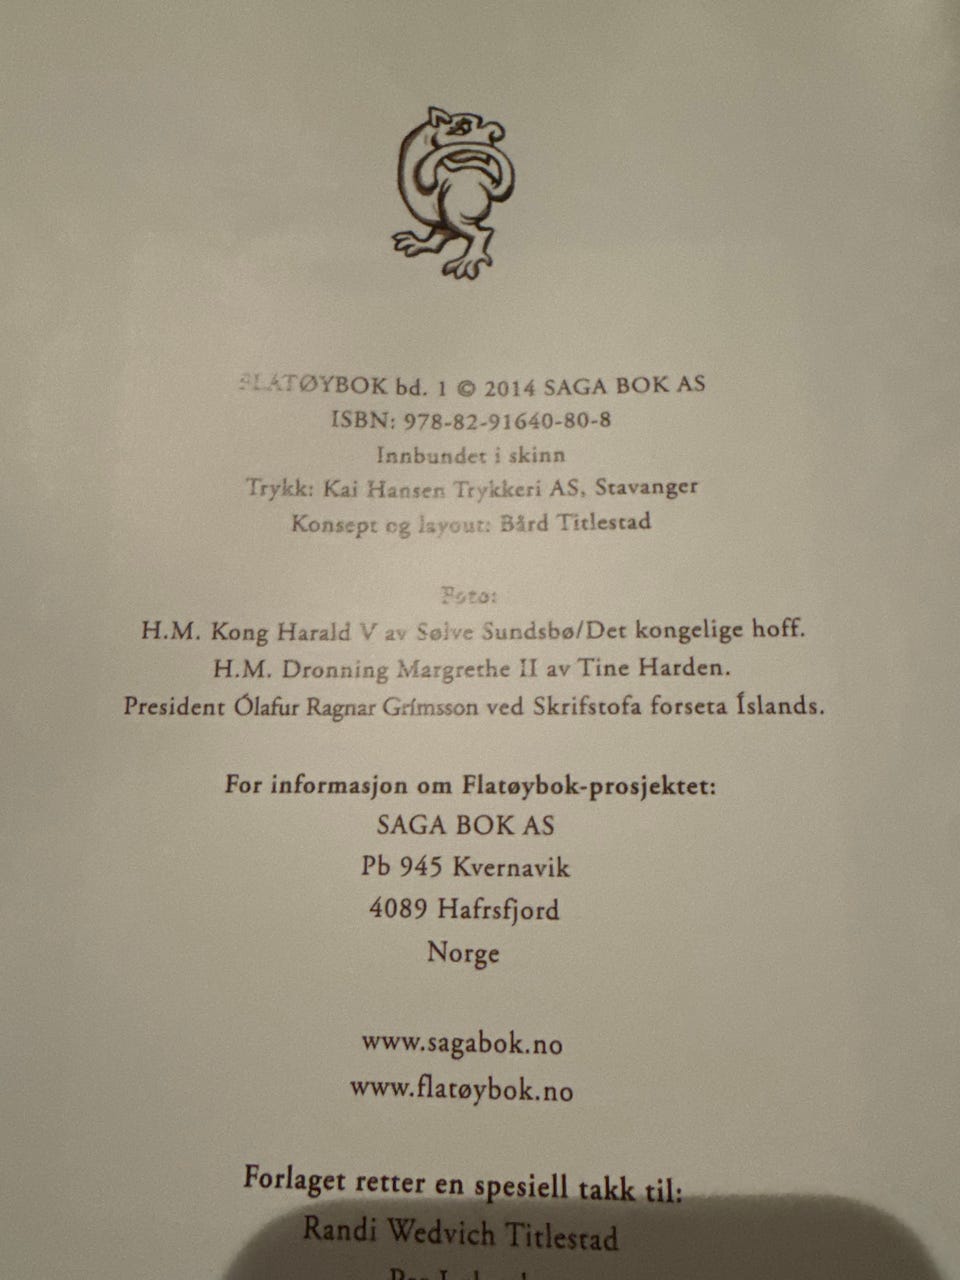 FLATØYBOK bd. 1 © 2014 SAGA BOK AS
ISBN: 978-82-91640-80-8
Innbundet i skinn
Trykk: Kai Hansen Trykkeri AS, Stavanger
Konsept og layout: Bård Titlestad
Foto:
H.M. Kong Harald V av Sølve Sundsbø/Det kongelige hoff.
H.M. Dronning Margrethe II av Tine Harden.
President Ólafur Ragnar Grímsson ved Skrifstofa forseta Íslands.
For informasjon om Flatøybok-prosjektet:
SAGA BOK AS
Pb 945 Kvernavik
4089 Hafrsfjord
Norge
www.sagabok.no
www.flatøybok.no
Forlaget retter en spesiell takk til:
Randi Wedvich Titlestad